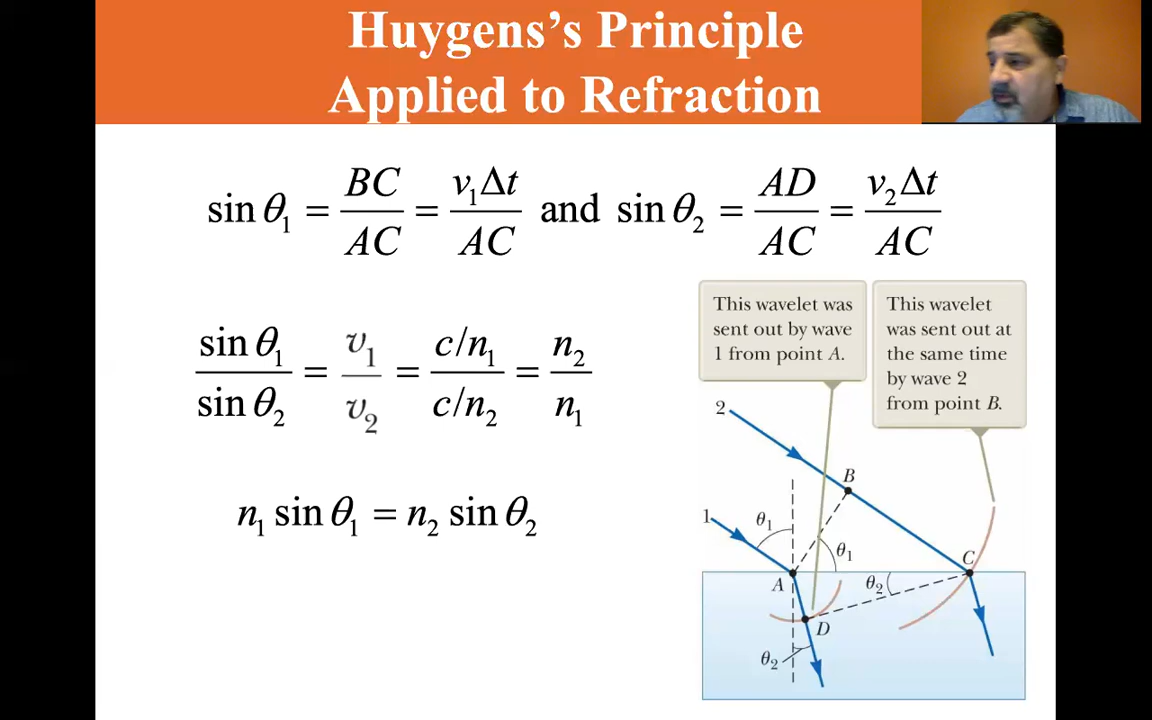 Huygens's Principle
Applied to Refraction
sin θ₁ = BC/AC = v₁Δt/AC and sin θ₂ = AD/AC = v₂Δt/AC
sin θ₁/sin θ₂ = v₁/v₂ = c/n₁/c/n₂ = n₂/n₁
n₁ sin θ₁ = n₂ sin θ₂
This wavelet was
sent out by wave
1 from point A.
This wavelet
was sent out at
the same time
by wave 2
from point B.
2
B
1
θ₁
θ₁
C
A
θ₂
D
θ₂